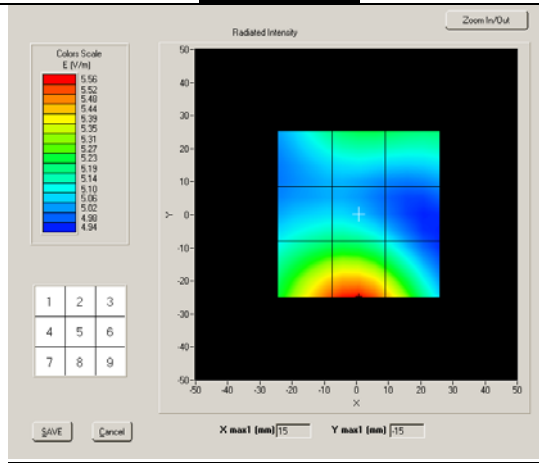 Zoom In/Out
Radiated Intensity
Colors Scale
E (V/m)
5.56
5.52
5.48
5.44
5.39
5.35
5.31
5.27
5.23
5.19
5.14
5.10
5.06
5.02
4.98
4.94
50
40
30
20
10
0
-10
-20
-30
-40
-50
Y
-50 -40 -30 -20 -10 0 10 20 30 40 50
X
1 2 3
4 5 6
7 8 9
SAVE Cancel X max1 (mm) 15 Y max1 (mm) -15